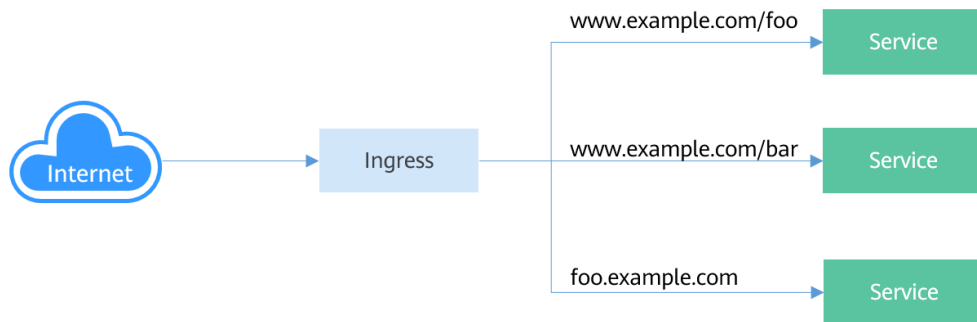 www.example.com/foo
Service
Internet
Ingress
www.example.com/bar
Service
foo.example.com
Service